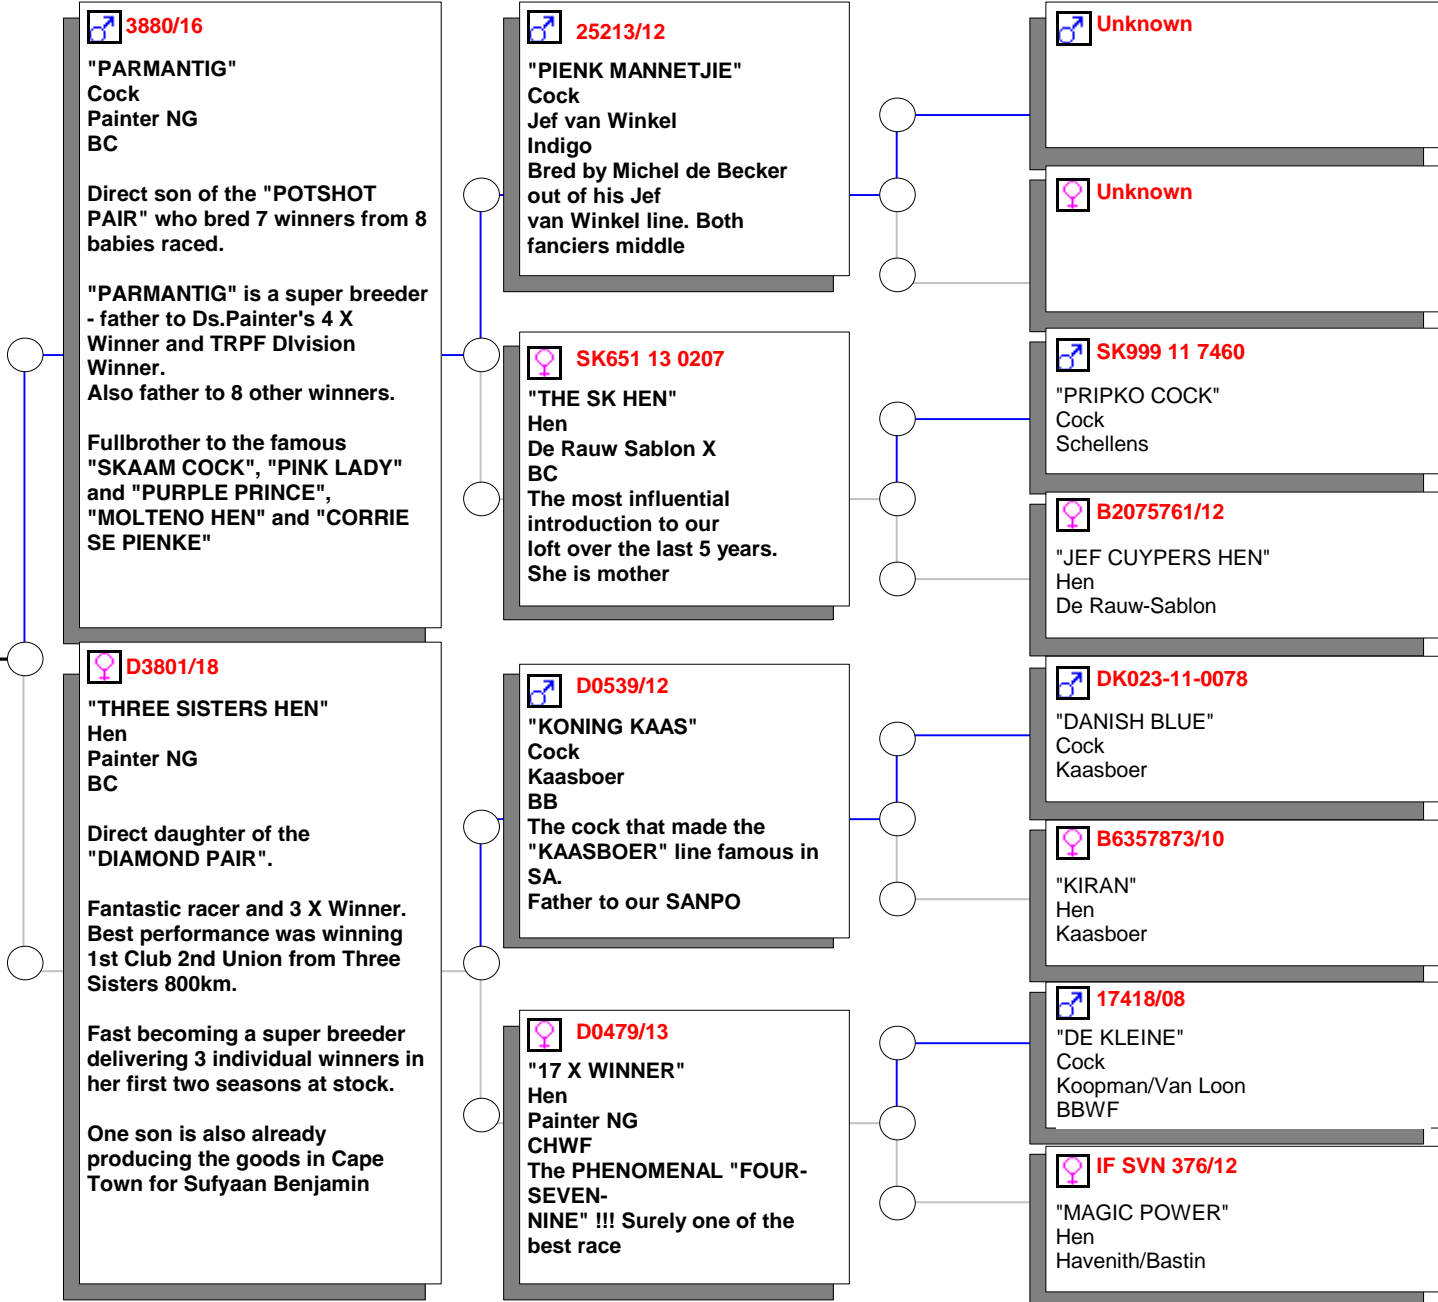 3880/16
"PARMANTIG"
Cock
Painter NG
BC
Direct son of the "POTSHOT
PAIR" who bred 7 winners from 8
babies raced.
"PARMANTIG" is a super breeder
- father to Ds.Painter's 4 X
Winner and TRPF DIvision
Winner.
Also father to 8 other winners.
Fullbrother to the famous
"SKAAM COCK", "PINK LADY"
and "PURPLE PRINCE",
"MOLTENO HEN" and "CORRIE
SE PIENKE"
D3801/18
"THREE SISTERS HEN"
Hen
Painter NG
BC
Direct daughter of the
"DIAMOND PAIR".
Fantastic racer and 3 X Winner.
Best performance was winning
1st Club 2nd Union from Three
Sisters 800km.
Fast becoming a super breeder
delivering 3 individual winners in
her first two seasons at stock.
One son is also already
producing the goods in Cape
Town for Sufyaan Benjamin
25213/12
"PIENK MANNETJIE"
Cock
Jef van Winkel
Indigo
Bred by Michel de Becker
out of his Jef
van Winkel line. Both
fanciers middle
SK651 13 0207
"THE SK HEN"
Hen
De Rauw Sablon X
BC
The most influential
introduction to our
loft over the last 5 years.
She is mother
D0539/12
"KONING KAAS"
Cock
Kaasboer
BB
The cock that made the
"KAASBOER" line famous in
SA.
Father to our SANPO
D0479/13
"17 X WINNER"
Hen
Painter NG
CHWF
The PHENOMENAL "FOUR-
SEVEN-
NINE" !!! Surely one of the
best race
Unknown
Unknown
SK999 11 7460
"PRIPKO COCK"
Cock
Schellens
B2075761/12
"JEF CUYPERS HEN"
Hen
De Rauw-Sablon
DK023-11-0078
"DANISH BLUE"
Cock
Kaasboer
B6357873/10
"KIRAN"
Hen
Kaasboer
17418/08
"DE KLEINE"
Cock
Koopman/Van Loon
BBWF
IF SVN 376/12
"MAGIC POWER"
Hen
Havenith/Bastin